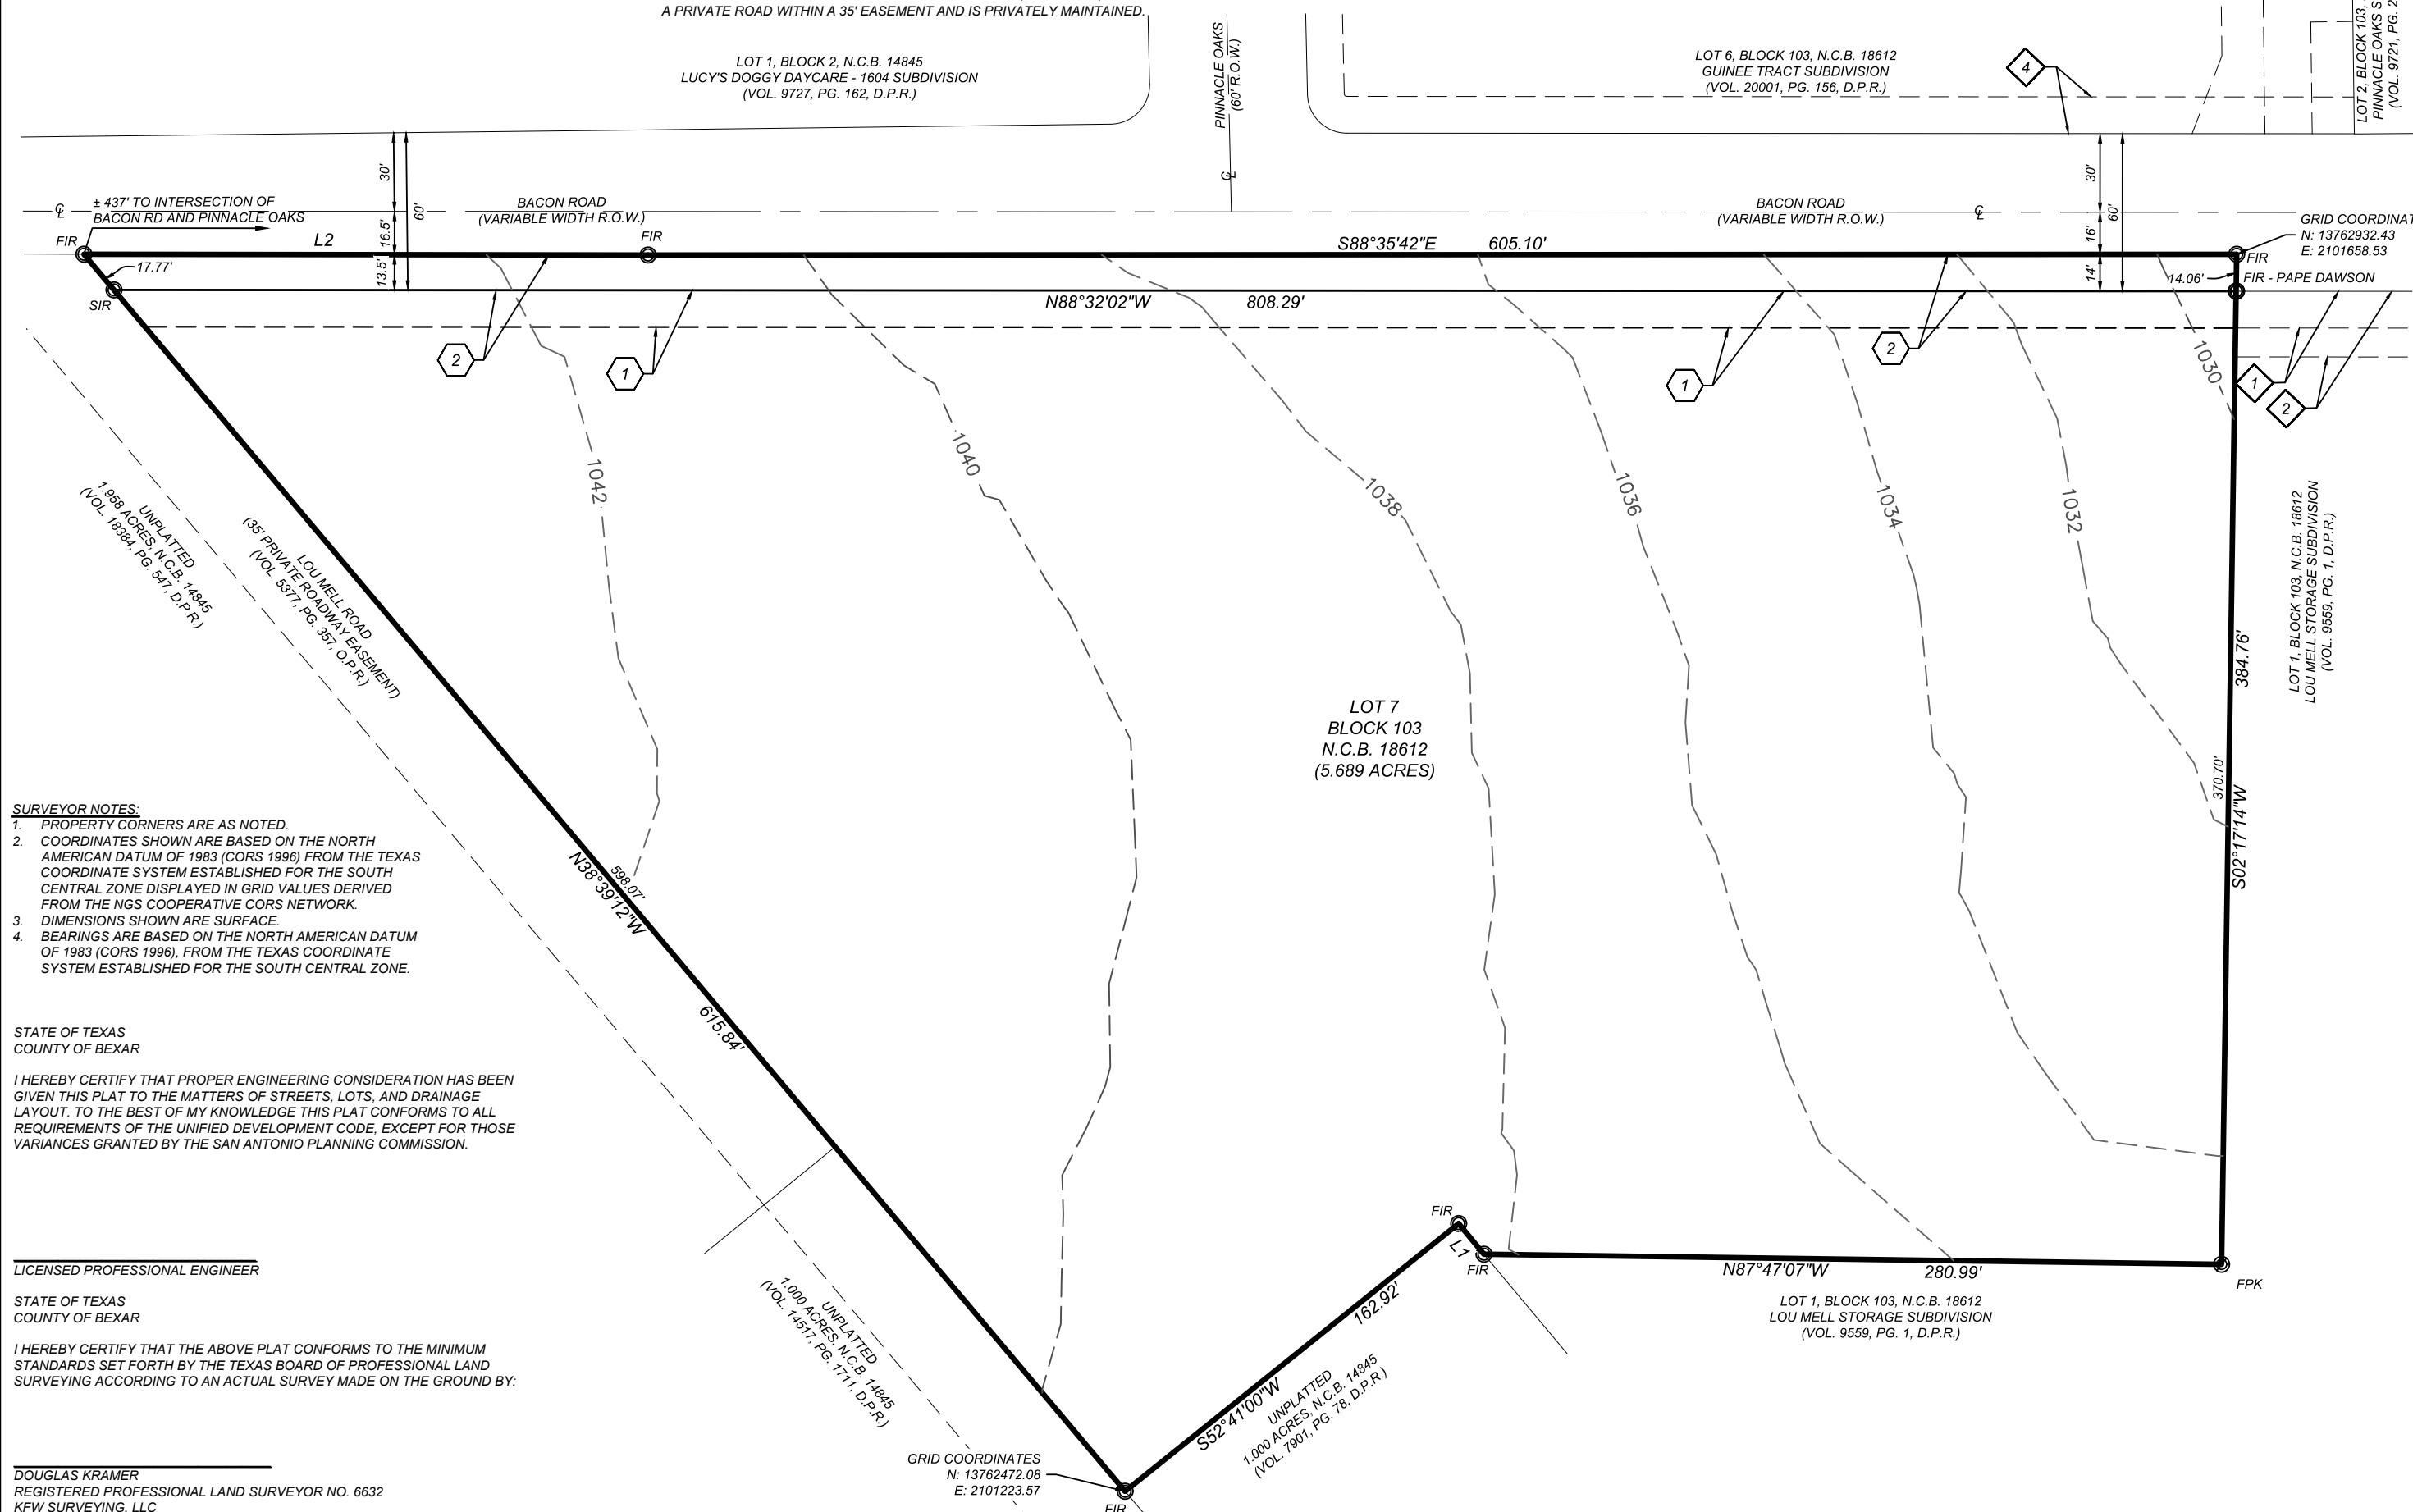 A PRIVATE ROAD WITHIN A 35' EASEMENT AND IS PRIVATELY MAINTAINED.
LOT 1, BLOCK 2, N.C.B. 14845
LUCY'S DOGGY DAYCARE - 1604 SUBDIVISION
(VOL. 9727, PG. 162, D.P.R.)
PINNACLE OAKS
(60' R.O.W.)
LOT 6, BLOCK 103, N.C.B. 18612
GUINEE TRACT SUBDIVISION
(VOL. 20001, PG. 156, D.P.R.)
4
LOT 2, BLOCK 103,
PINNACLE OAKS S
(VOL. 9721, PG. 2
30'
60'
16.5'
13.5'
± 437' TO INTERSECTION OF
BACON RD AND PINNACLE OAKS
BACON ROAD
(VARIABLE WIDTH R.O.W.)
BACON ROAD
(VARIABLE WIDTH R.O.W.)
30'
60'
16'
14'
GRID COORDINAT
N: 13762932.43
E: 2101658.53
FIR
L2
FIR
S88°35'42"E 605.10'
FIR
17.77'
SIR
N88°32'02"W 808.29'
14.06'
FIR - PAPE DAWSON
2
1
1
2
1
2
1042
1040
1038
1036
1034
1032
1030
UNPLATTED
1.958 ACRES, N.C.B. 14845
(VOL. 18384, PG. 547, D.P.R.)
LOU MELL ROAD
(35' PRIVATE ROADWAY EASEMENT)
(VOL. 5377, PG. 357, O.P.R.)
LOT 1, BLOCK 103, N.C.B. 18612
LOU MELL STORAGE SUBDIVISION
(VOL. 9559, PG. 1, D.P.R.)
384.76'
370.70'
S02°17'14"W
LOT 7
BLOCK 103
N.C.B. 18612
(5.689 ACRES)
SURVEYOR NOTES:
1. PROPERTY CORNERS ARE AS NOTED.
2. COORDINATES SHOWN ARE BASED ON THE NORTH
AMERICAN DATUM OF 1983 (CORS 1996) FROM THE TEXAS
COORDINATE SYSTEM ESTABLISHED FOR THE SOUTH
CENTRAL ZONE DISPLAYED IN GRID VALUES DERIVED
FROM THE NGS COOPERATIVE CORS NETWORK.
3. DIMENSIONS SHOWN ARE SURFACE.
4. BEARINGS ARE BASED ON THE NORTH AMERICAN DATUM
OF 1983 (CORS 1996), FROM THE TEXAS COORDINATE
SYSTEM ESTABLISHED FOR THE SOUTH CENTRAL ZONE.
598.07'
N38°39'12"W
615.84'
STATE OF TEXAS
COUNTY OF BEXAR
I HEREBY CERTIFY THAT PROPER ENGINEERING CONSIDERATION HAS BEEN
GIVEN THIS PLAT TO THE MATTERS OF STREETS, LOTS, AND DRAINAGE
LAYOUT. TO THE BEST OF MY KNOWLEDGE THIS PLAT CONFORMS TO ALL
REQUIREMENTS OF THE UNIFIED DEVELOPMENT CODE, EXCEPT FOR THOSE
VARIANCES GRANTED BY THE SAN ANTONIO PLANNING COMMISSION.
LICENSED PROFESSIONAL ENGINEER
STATE OF TEXAS
COUNTY OF BEXAR
I HEREBY CERTIFY THAT THE ABOVE PLAT CONFORMS TO THE MINIMUM
STANDARDS SET FORTH BY THE TEXAS BOARD OF PROFESSIONAL LAND
SURVEYING ACCORDING TO AN ACTUAL SURVEY MADE ON THE GROUND BY:
DOUGLAS KRAMER
REGISTERED PROFESSIONAL LAND SURVEYOR NO. 6632
KFW SURVEYING, LLC
UNPLATTED
1.000 ACRES, N.C.B. 14845
(VOL. 14517, PG. 1711, D.P.R.)
GRID COORDINATES
N: 13762472.08
E: 2101223.57
FIR
S52°41'00"W
162.92'
UNPLATTED
1.000 ACRES, N.C.B. 14845
(VOL. 7901, PG. 78, D.P.R.)
FIR
L1
FIR
N87°47'07"W 280.99'
FPK
LOT 1, BLOCK 103, N.C.B. 18612
LOU MELL STORAGE SUBDIVISION
(VOL. 9559, PG. 1, D.P.R.)